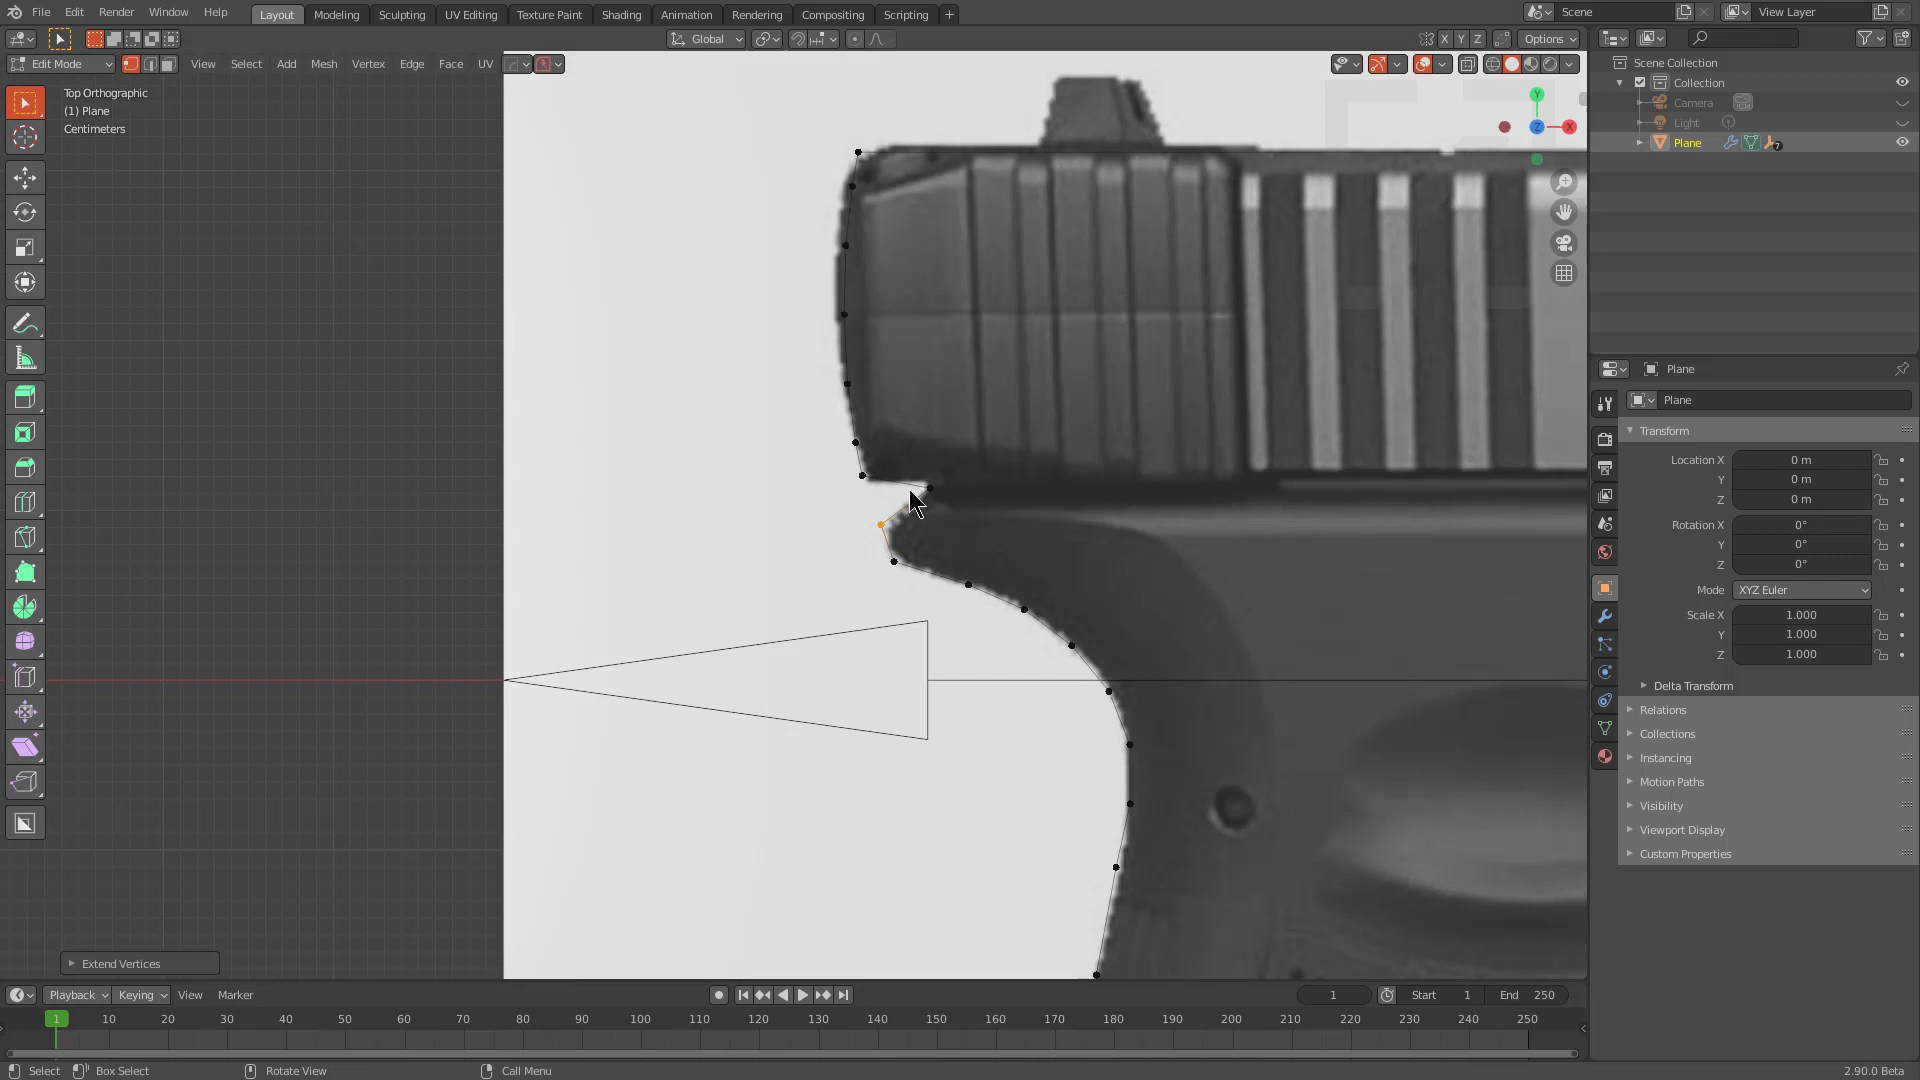 File Edit Render Window Help
Layout Modeling Sculpting UV Editing Texture Paint Shading Animation Rendering Compositing Scripting +
Scene View Layer
Global X Y Z Options
Edit Mode View Select Add Mesh Vertex Edge Face UV
Top Orthographic
(1) Plane
Centimeters
Y
Z X
Scene Collection
Collection
Camera
Light
Plane 7
Plane
Plane
Transform
Location X 0 m
Y 0 m
Z 0 m
Rotation X 0°
Y 0°
Z 0°
Mode XYZ Euler
Scale X 1.000
Y 1.000
Z 1.000
Delta Transform
Relations
Collections
Instancing
Motion Paths
Visibility
Viewport Display
Custom Properties
Extend Vertices
Playback Keying View Marker 1 Start 1 End 250
1 10 20 30 40 50 60 70 80 90 100 110 120 130 140 150 160 170 180 190 200 210 220 230 240 250
Select Box Select Rotate View Call Menu 2.90.0 Beta